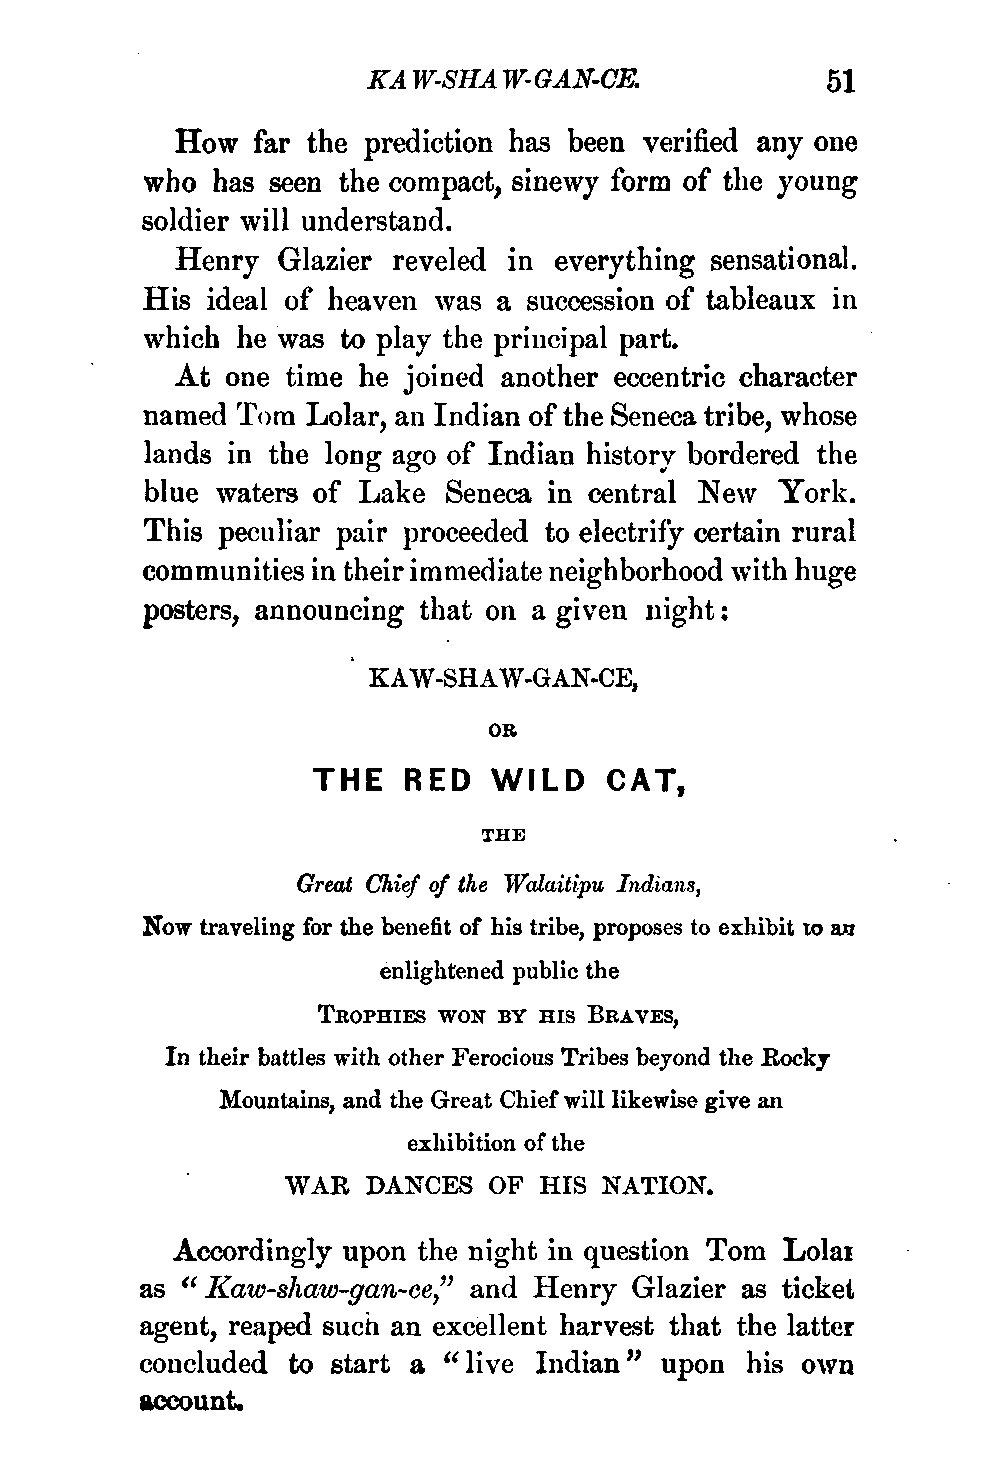 KAW-SHAW-GAN-CE. 51
How far the prediction has been verified any one
who has seen the compact, sinewy form of the young
soldier will understand.
Henry Glazier reveled in everything sensational.
His ideal of heaven was a succession of tableaux in
which he was to play the principal part.
At one time he joined another eccentric character
named Tom Lolar, an Indian of the Seneca tribe, whose
lands in the long ago of Indian history bordered the
blue waters of Lake Seneca in central New York.
This peculiar pair proceeded to electrify certain rural
communities in their immediate neighborhood with huge
posters, announcing that on a given night:
KAW-SHAW-GAN-CE,
OR
THE RED WILD CAT,
THE
Great Chief of the Walaitipu Indians,
Now traveling for the benefit of his tribe, proposes to exhibit to an
enlightened public the
TROPHIES WON BY HIS BRAVES,
In their battles with other Ferocious Tribes beyond the Rocky
Mountains, and the Great Chief will likewise give an
exhibition of the
WAR DANCES OF HIS NATION.
Accordingly upon the night in question Tom Lolar
as "Kaw-shaw-gan-ce," and Henry Glazier as ticket
agent, reaped such an excellent harvest that the latter
concluded to start a "live Indian" upon his own
account.